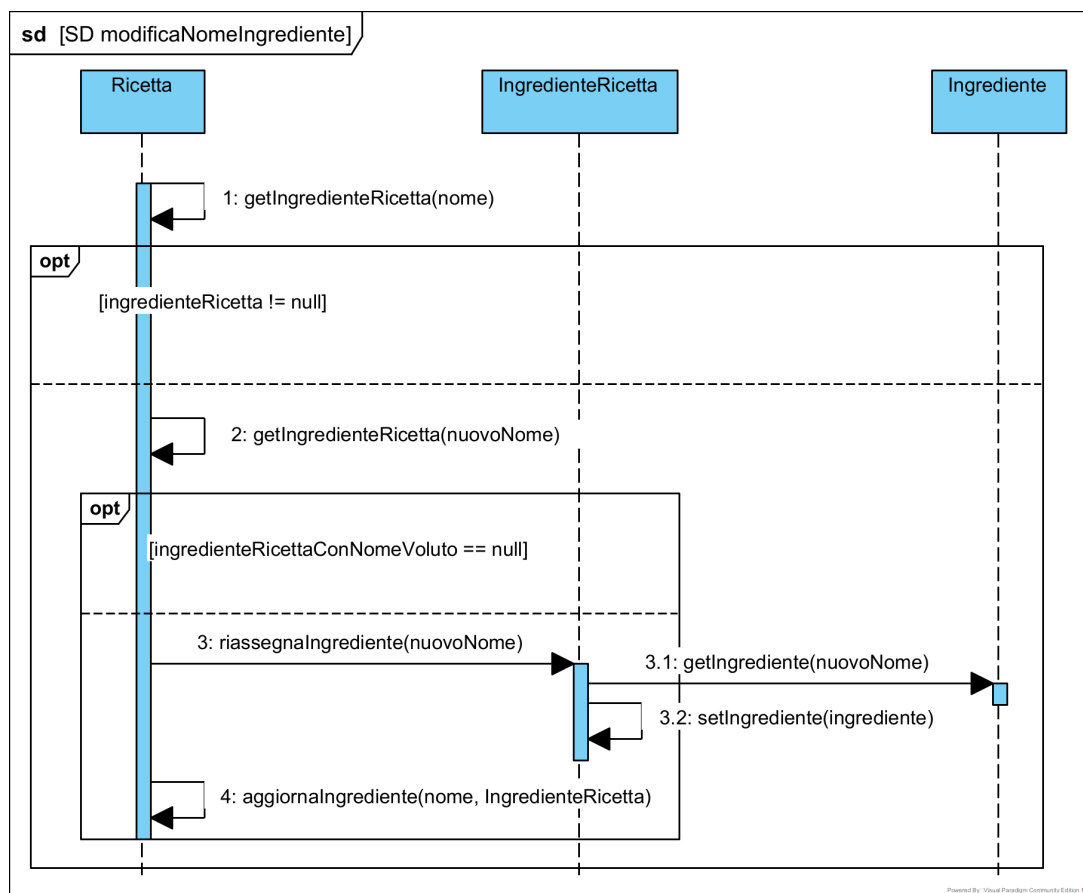 sd [SD modificaNomeIngrediente]
Ricetta
IngredienteRicetta
Ingrediente
1: getIngredienteRicetta(nome)
opt
[ingredienteRicetta != null]
2: getIngredienteRicetta(nuovoNome)
opt
[ingredienteRicettaConNomeVoluto == null]
3: riassegnaIngrediente(nuovoNome)
3.1: getIngrediente(nuovoNome)
3.2: setIngrediente(ingrediente)
4: aggiornaIngrediente(nome, IngredienteRicetta)
Powered By: Visual Paradigm Community Edition